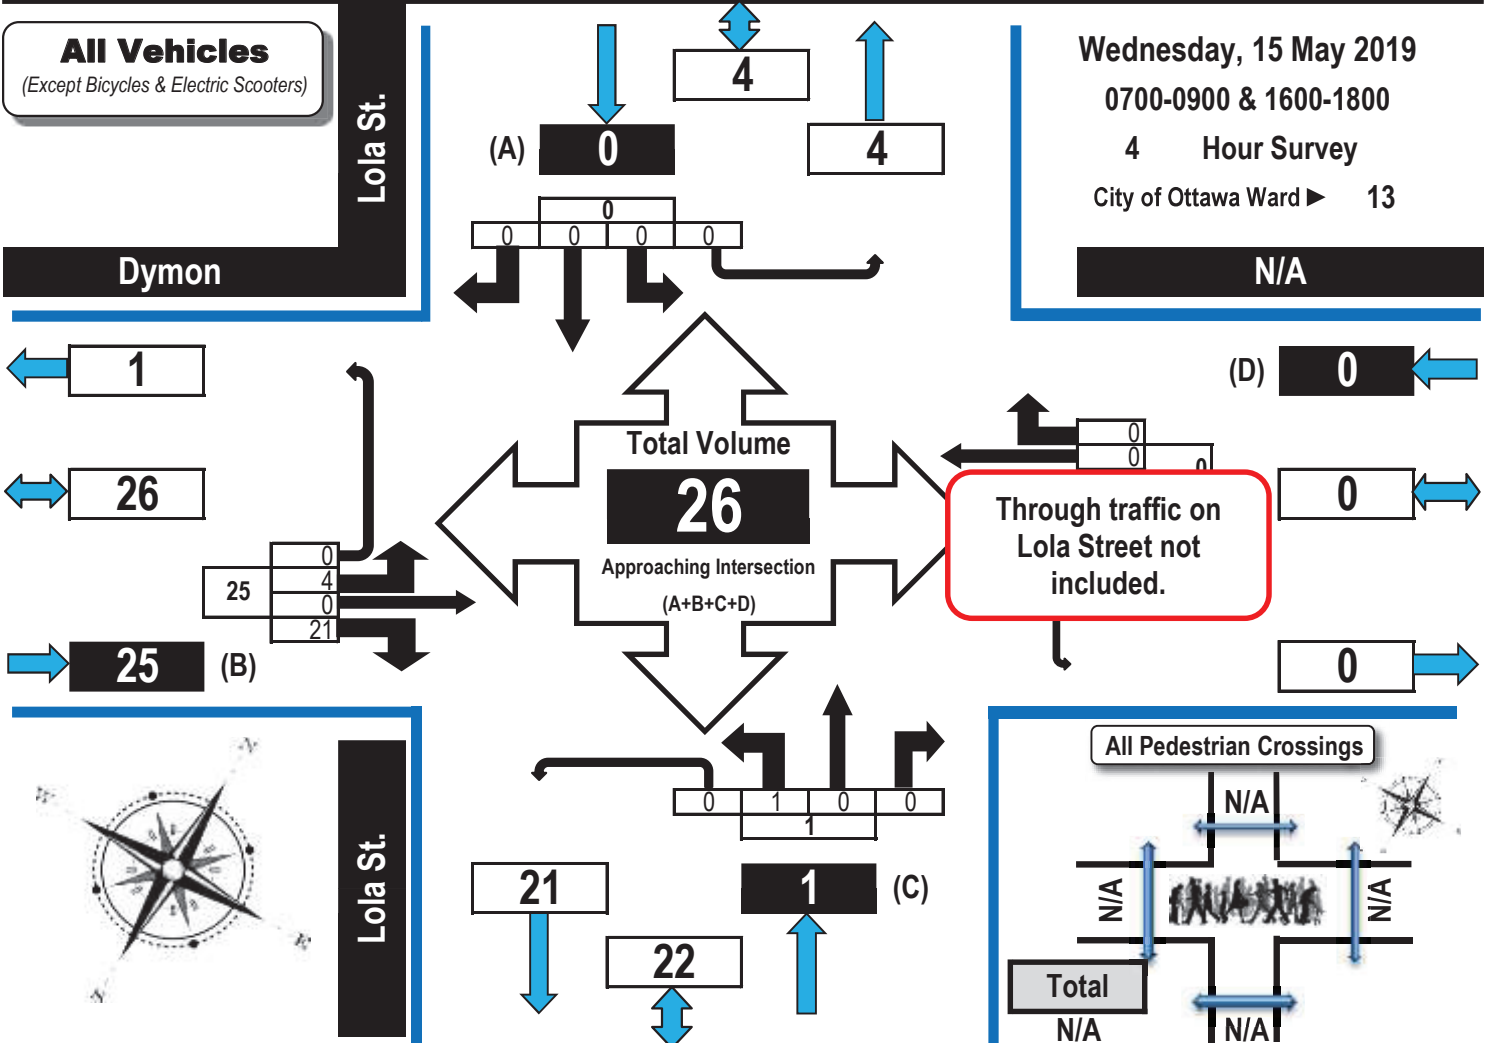 All Vehicles
(Except Bicycles & Electric Scooters)
Lola St.
Dymon
4
(A) 0
4
0
0 0 0 0
Wednesday, 15 May 2019
0700-0900 & 1600-1800
4 Hour Survey
City of Ottawa Ward ► 13
N/A
1
26
0
4
0
21
25
25 (B)
Total Volume
26
Approaching Intersection
(A+B+C+D)
(D) 0
0
0
0
0
Through traffic on
Lola Street not
included.
0
N
W
E
S
Lola St.
0 1 0 0
1
21
1 (C)
22
All Pedestrian Crossings
N/A
N/A
N/A
Total
N/A
N/A